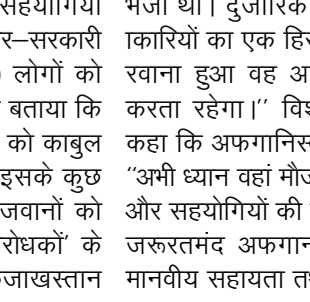 सहयोगियों
र–सरकारी
लोगों को
बताया कि
को काबुल
इसके कुछ
जवानों को
रोधकों’ के
कजाखस्तान
भेजा था। दुजारिक
एक हिस
रवाना हुआ वह अ
करता रहेगा।’’ विश
कहा कि अफगानिस्
‘‘अभी ध्यान वहां मौज
और सहयोगियों की
जरूरतमंद अफगान
मानवीय सहायता त